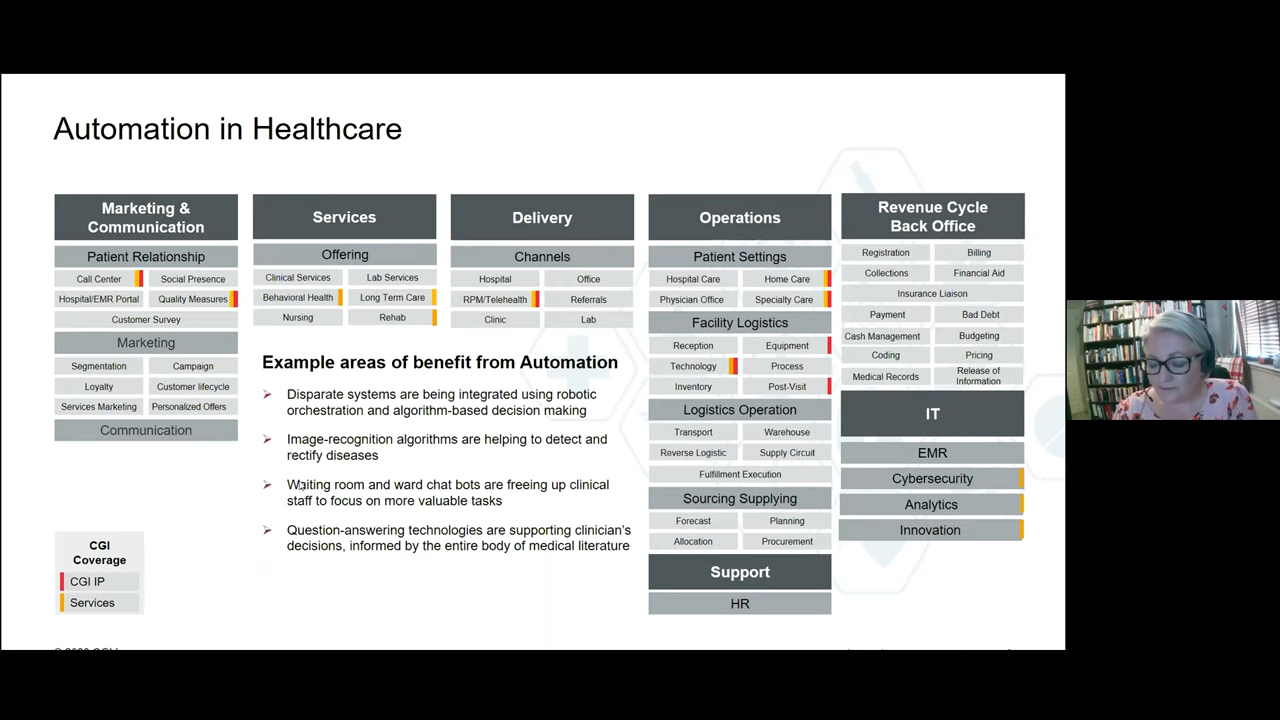 Automation in Healthcare
Marketing &
Communication
Patient Relationship
Call Center
Social Presence
Hospital/EMR Portal
Quality Measures
Customer Survey
Marketing
Segmentation
Campaign
Loyalty
Customer lifecycle
Services Marketing
Personalized Offers
Communication
Services
Offering
Clinical Services
Lab Services
Behavioral Health
Long Term Care
Nursing
Rehab
Delivery
Channels
Hospital
Office
RPM/Telehealth
Referrals
Clinic
Lab
Example areas of benefit from Automation
Disparate systems are being integrated using robotic
orchestration and algorithm-based decision making
Image-recognition algorithms are helping to detect and
rectify diseases
Waiting room and ward chat bots are freeing up clinical
staff to focus on more valuable tasks
Question-answering technologies are supporting clinician's
decisions, informed by the entire body of medical literature
Operations
Patient Settings
Hospital Care
Home Care
Physician Office
Specialty Care
Facility Logistics
Reception
Equipment
Technology
Process
Inventory
Post-Visit
Logistics Operation
Transport
Warehouse
Reverse Logistic
Supply Circuit
Fulfillment Execution
Sourcing Supplying
Forecast
Planning
Allocation
Procurement
Support
HR
Revenue Cycle
Back Office
Registration
Billing
Collections
Financial Aid
Insurance Liaison
Payment
Bad Debt
Cash Management
Budgeting
Coding
Pricing
Medical Records
Release of
Information
IT
EMR
Cybersecurity
Analytics
Innovation
CGI
Coverage
CGI IP
Services